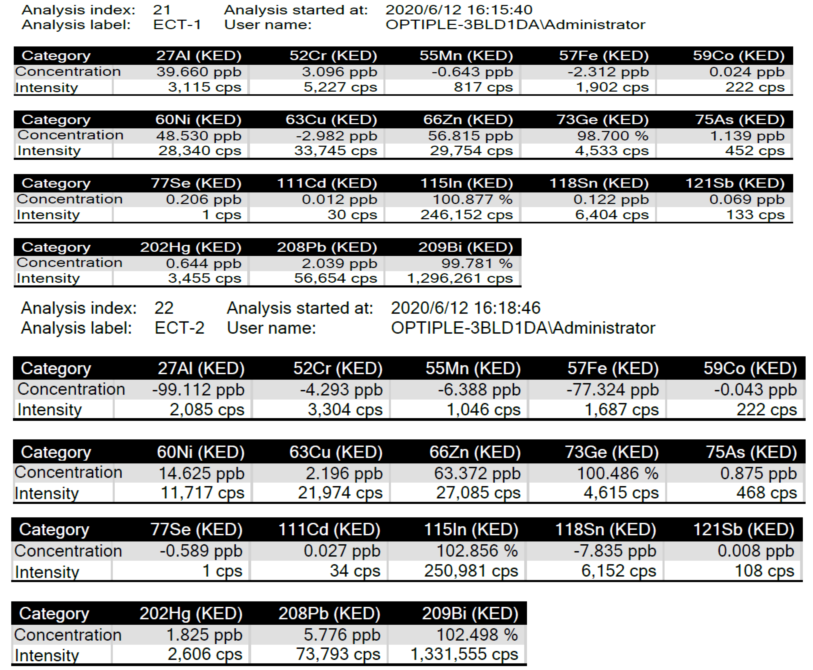 Analysis index: 21 Analysis started at: 2020/6/12 16:15:40
Analysis label: ECT-1 User name: OPTIPLE-3BLD1DA\Administrator
Category 27Al (KED) 52Cr (KED) 55Mn (KED) 57Fe (KED) 59Co (KED)
Concentration 39.660 ppb 3.096 ppb -0.643 ppb -2.312 ppb 0.024 ppb
Intensity 3,115 cps 5,227 cps 817 cps 1,902 cps 222 cps
Category 60Ni (KED) 63Cu (KED) 66Zn (KED) 73Ge (KED) 75As (KED)
Concentration 48.530 ppb -2.982 ppb 56.815 ppb 98.700 % 1.139 ppb
Intensity 28,340 cps 33,745 cps 29,754 cps 4,533 cps 452 cps
Category 77Se (KED) 111Cd (KED) 115In (KED) 118Sn (KED) 121Sb (KED)
Concentration 0.206 ppb 0.012 ppb 100.877 % 0.122 ppb 0.069 ppb
Intensity 1 cps 30 cps 246,152 cps 6,404 cps 133 cps
Category 202Hg (KED) 208Pb (KED) 209Bi (KED)
Concentration 0.644 ppb 2.039 ppb 99.781 %
Intensity 3,455 cps 56,654 cps 1,296,261 cps
Analysis index: 22 Analysis started at: 2020/6/12 16:18:46
Analysis label: ECT-2 User name: OPTIPLE-3BLD1DA\Administrator
Category 27Al (KED) 52Cr (KED) 55Mn (KED) 57Fe (KED) 59Co (KED)
Concentration -99.112 ppb -4.293 ppb -6.388 ppb -77.324 ppb -0.043 ppb
Intensity 2,085 cps 3,304 cps 1,046 cps 1,687 cps 222 cps
Category 60Ni (KED) 63Cu (KED) 66Zn (KED) 73Ge (KED) 75As (KED)
Concentration 14.625 ppb 2.196 ppb 63.372 ppb 100.486 % 0.875 ppb
Intensity 11,717 cps 21,974 cps 27,085 cps 4,615 cps 468 cps
Category 77Se (KED) 111Cd (KED) 115In (KED) 118Sn (KED) 121Sb (KED)
Concentration -0.589 ppb 0.027 ppb 102.856 % -7.835 ppb 0.008 ppb
Intensity 1 cps 34 cps 250,981 cps 6,152 cps 108 cps
Category 202Hg (KED) 208Pb (KED) 209Bi (KED)
Concentration 1.825 ppb 5.776 ppb 102.498 %
Intensity 2,606 cps 73,793 cps 1,331,555 cps